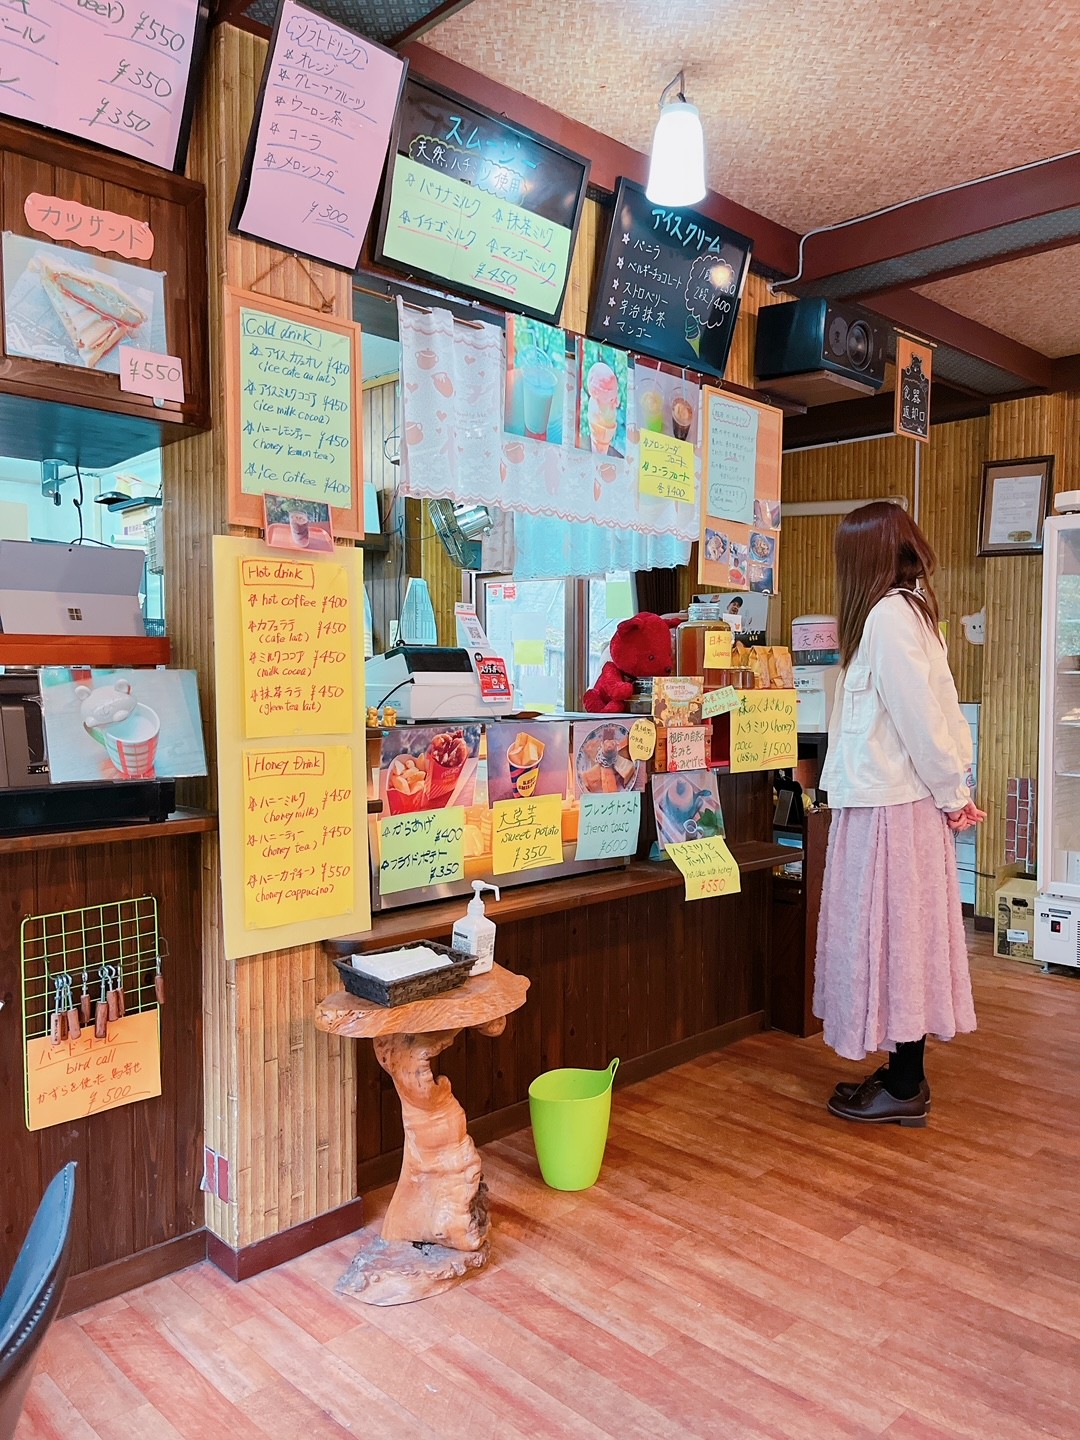 beer) ¥550
¥350
¥350
ソフトドリンク
☆オレンジ
☆グレープフルーツ
☆ウーロン茶
☆コーラ
☆メロンソーダ
¥300
スムージー
天然ハチミツ使用
☆バナナミルク
☆抹茶ミルク
☆イチゴミルク
☆マンゴーミルク
¥450
アイスクリーム
☆バニラ
☆ベルギーチョコレート
☆ストロベリー
☆宇治抹茶
☆マンゴー
2段/400
カツサンド
¥550
Cold drink
☆アイスカフェオレ ¥450
(ice cafe au lait)
☆アイスミルクココア ¥450
(ice milk cocoa)
☆ハニーレモンティー ¥450
(honey lemon tea)
☆ice Coffee ¥400
Hot drink
☆hot coffee ¥400
☆カフェラテ ¥450
(cafe lait)
☆ミルクココア ¥450
(milk cocoa)
☆抹茶ラテ ¥450
(green tea lait)
Honey Drink
☆ハニーミルク ¥450
(honey milk)
☆ハニーティー ¥450
(honey tea)
☆ハニーカプチーノ ¥550
(honey cappucino)
メロンソーダ
フロート
☆コーラフロート
各¥400
食器
返却口
天然水
日本
森のくまさんの
ハチミツ(honey)
120cc
¥1500
☆からあげ ¥400
☆フライドポテト ¥350
大学芋
sweet potato
¥350
フレンチトースト
french toast
¥600
ハチミツと
ホットケーキ
hot cake with honey
¥550
バードコール
bird call
かずらを使った鳥寄せ
¥500